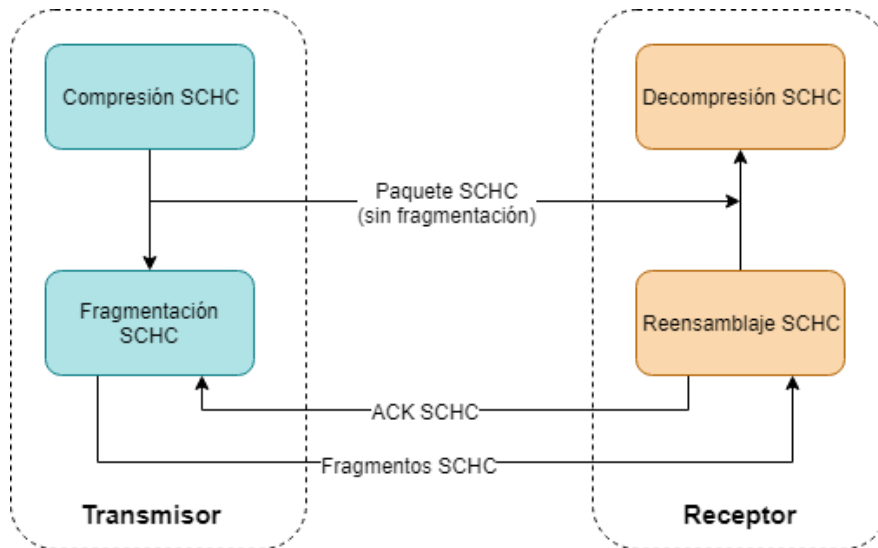 Compresión SCHC
Decompresión SCHC
Paquete SCHC
(sin fragmentación)
Fragmentación
SCHC
Reensamblaje SCHC
ACK SCHC
Fragmentos SCHC
Transmisor
Receptor